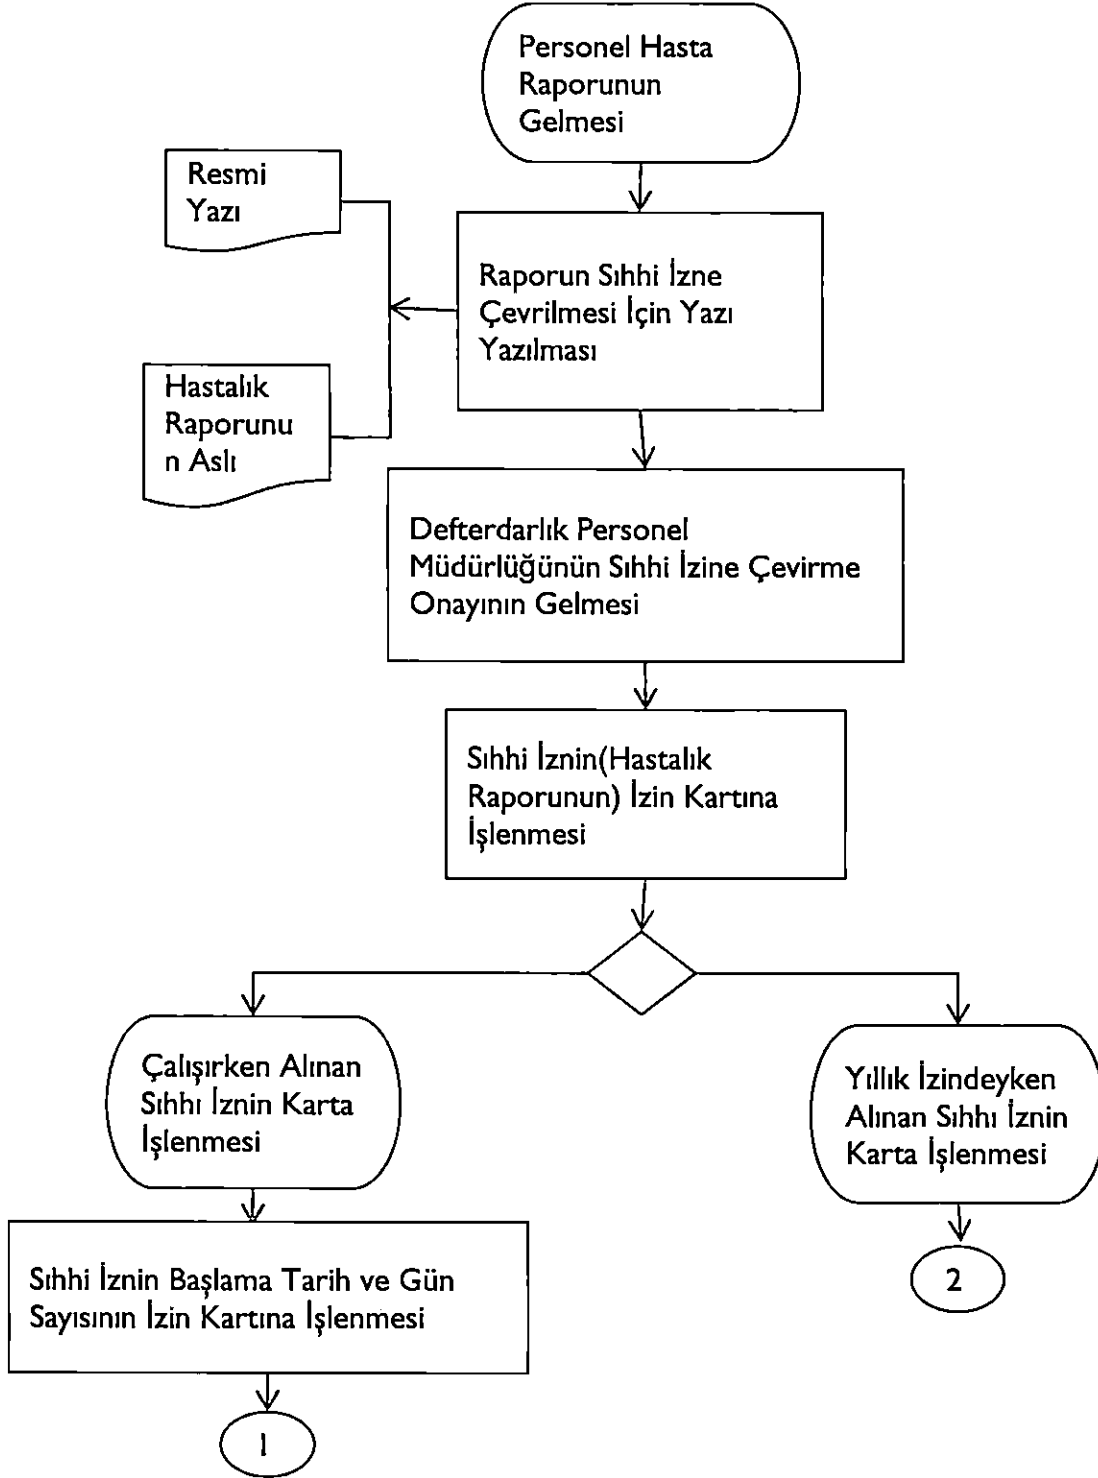 Personel Hasta
Raporunun
Gelmesi
Resmi
Yazı
Raporun Sıhhi İzne
Çevrilmesi İçin Yazı
Yazılması
Hastalık
Raporunu
n Aslı
Defterdarlık Personel
Müdürlüğünün Sıhhi İzine Çevirme
Onayının Gelmesi
Sıhhi İznin(Hastalık
Raporunun) İzin Kartına
İşlenmesi
Çalışırken Alınan
Sıhhı İznin Karta
İşlenmesi
Yıllık İzindeyken
Alınan Sıhhı İznin
Karta İşlenmesi
Sıhhi İznin Başlama Tarih ve Gün
Sayısının İzin Kartına İşlenmesi
2
1